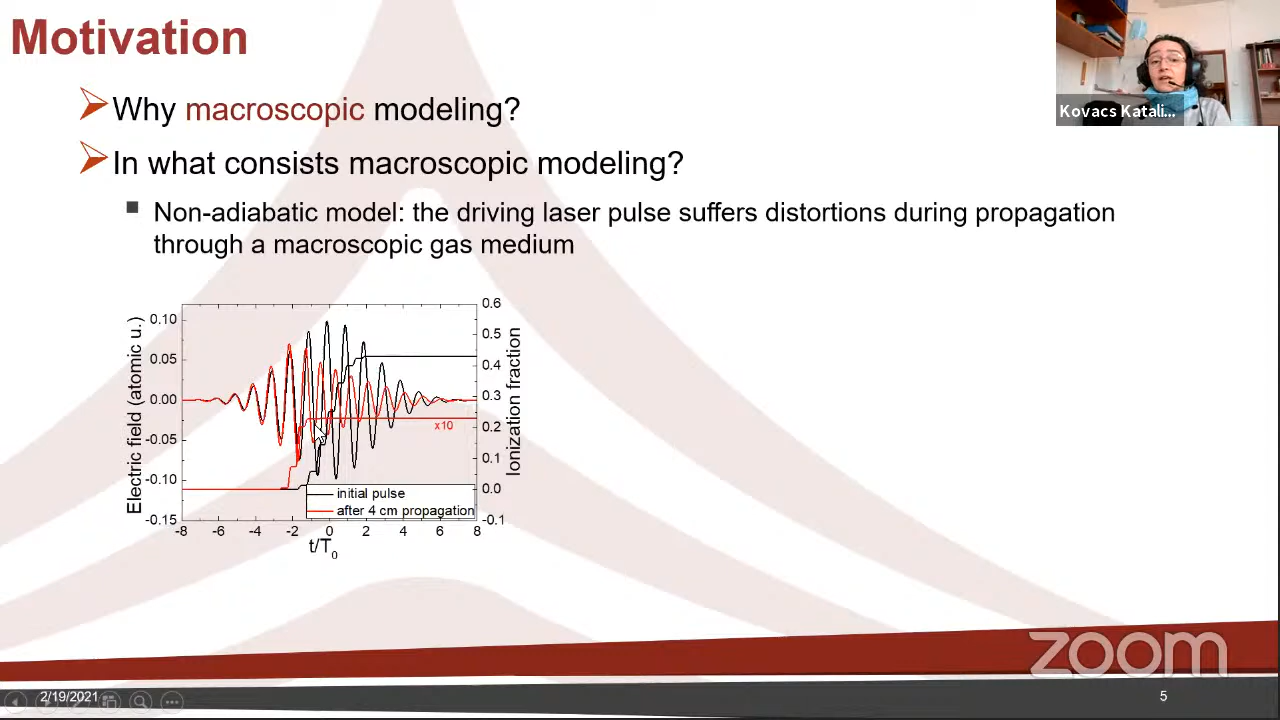 Motivation
Why macroscopic modeling?
In what consists macroscopic modeling?
Non-adiabatic model: the driving laser pulse suffers distortions during propagation
through a macroscopic gas medium
Kovacs Katali...
Electric field (atomic u.)
0.10
0.05
0.00
-0.05
-0.10
-0.15
0.6
0.5
0.4
0.3
0.2
0.1
0.0
-0.1
Ionization fraction
x10
initial pulse
after 4 cm propagation
-8 -6 -4 -2 0 2 4 6 8
t/T0
zoom
2/19/2021
5